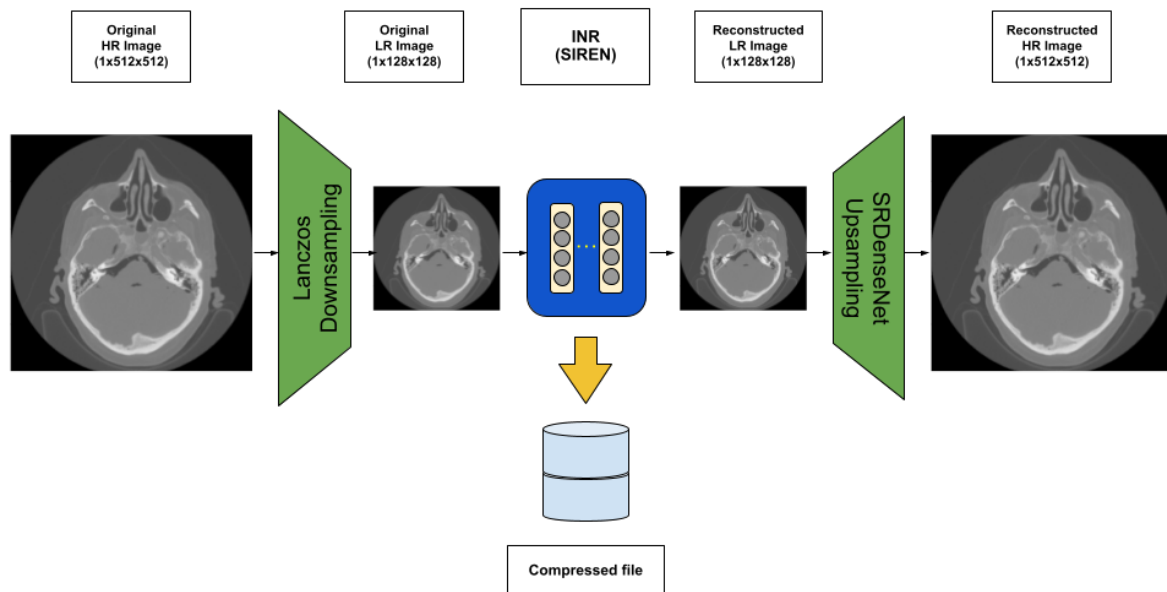 Original
HR Image
(1x512x512)
Original
LR Image
(1x128x128)
INR
(SIREN)
Reconstructed
LR Image
(1x128x128)
Reconstructed
HR Image
(1x512x512)
Lanczos
Downsampling
SRDenseNet
Upsampling
Compressed file